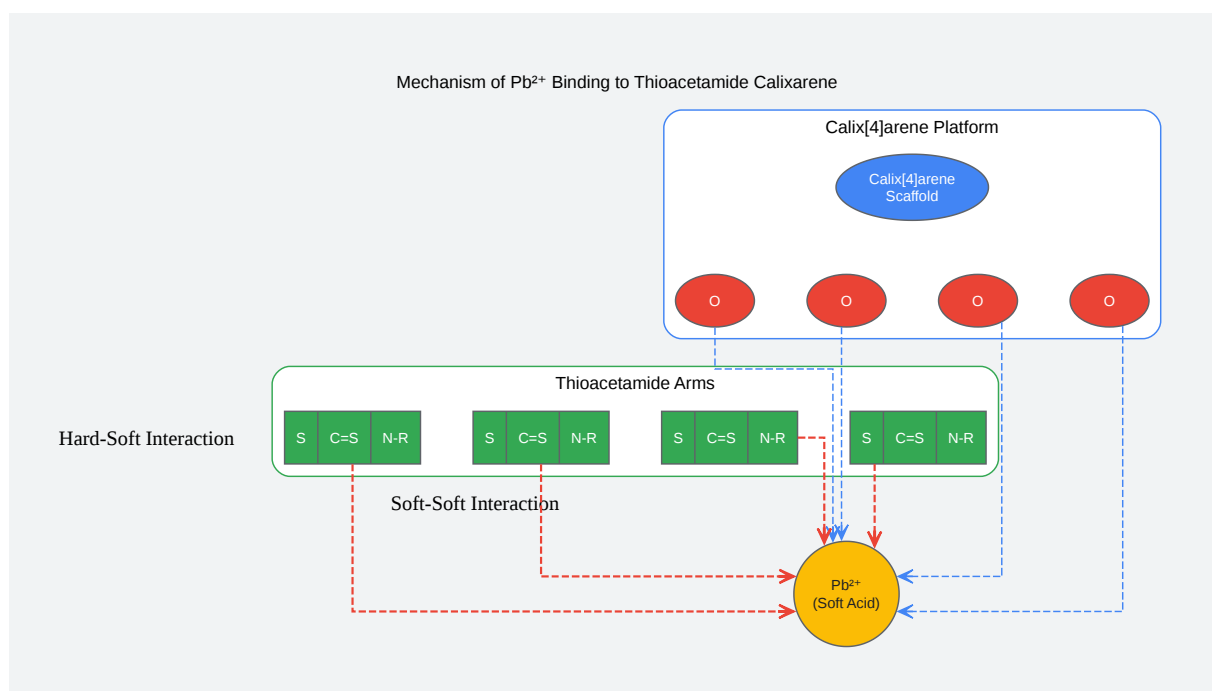 Mechanism of Pb²⁺ Binding to Thioacetamide Calixarene
Calix[4]arene Platform
Calix[4]arene
Scaffold
O O O O
Thioacetamide Arms
S C=S N-R S C=S N-R S C=S N-R S C=S N-R
Hard-Soft Interaction
Soft-Soft Interaction
Pb²⁺
(Soft Acid)